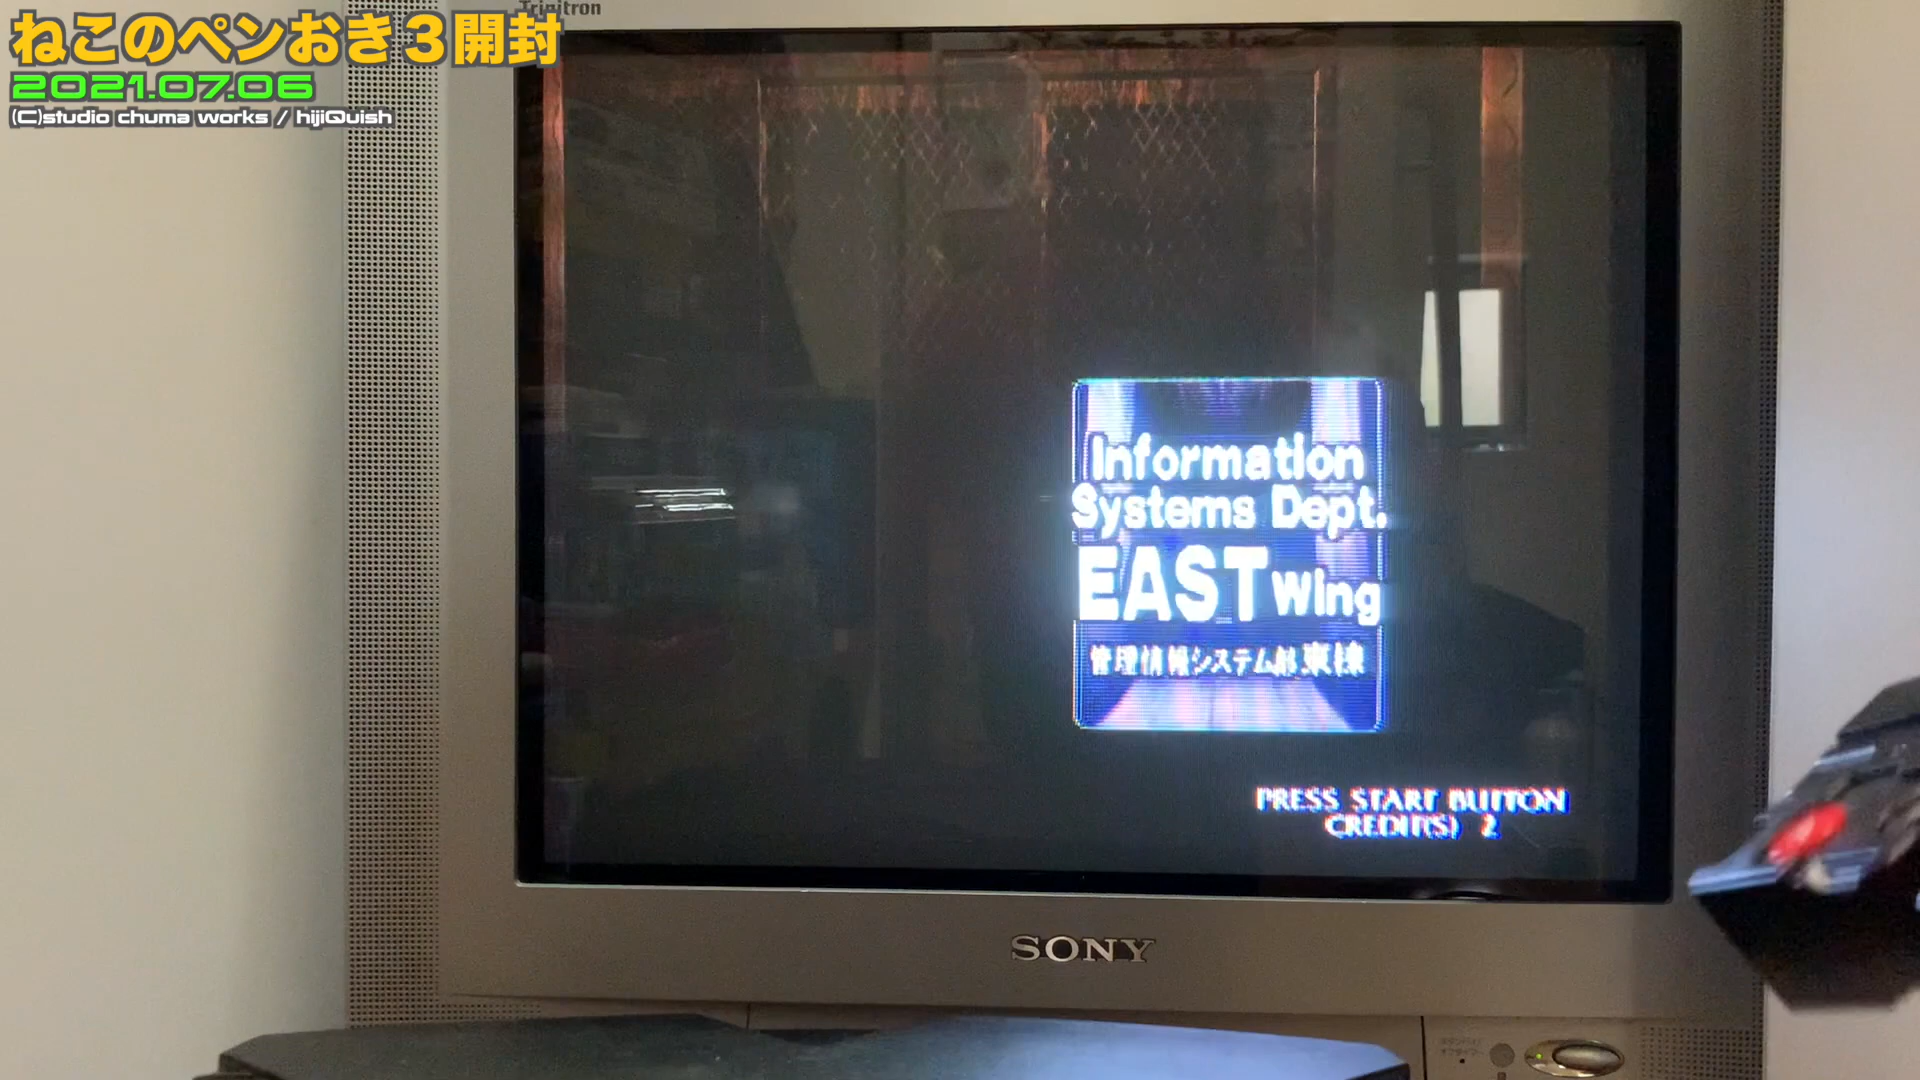 ねこのペンおき3開封
2021.07.06
(C)studio chuma works / hijiQuish
Trinitron
Information
Systems Dept.
EAST Wing
管理情報システム部 東棟
PRESS START BUTTON
CREDIT(S) 2
SONY